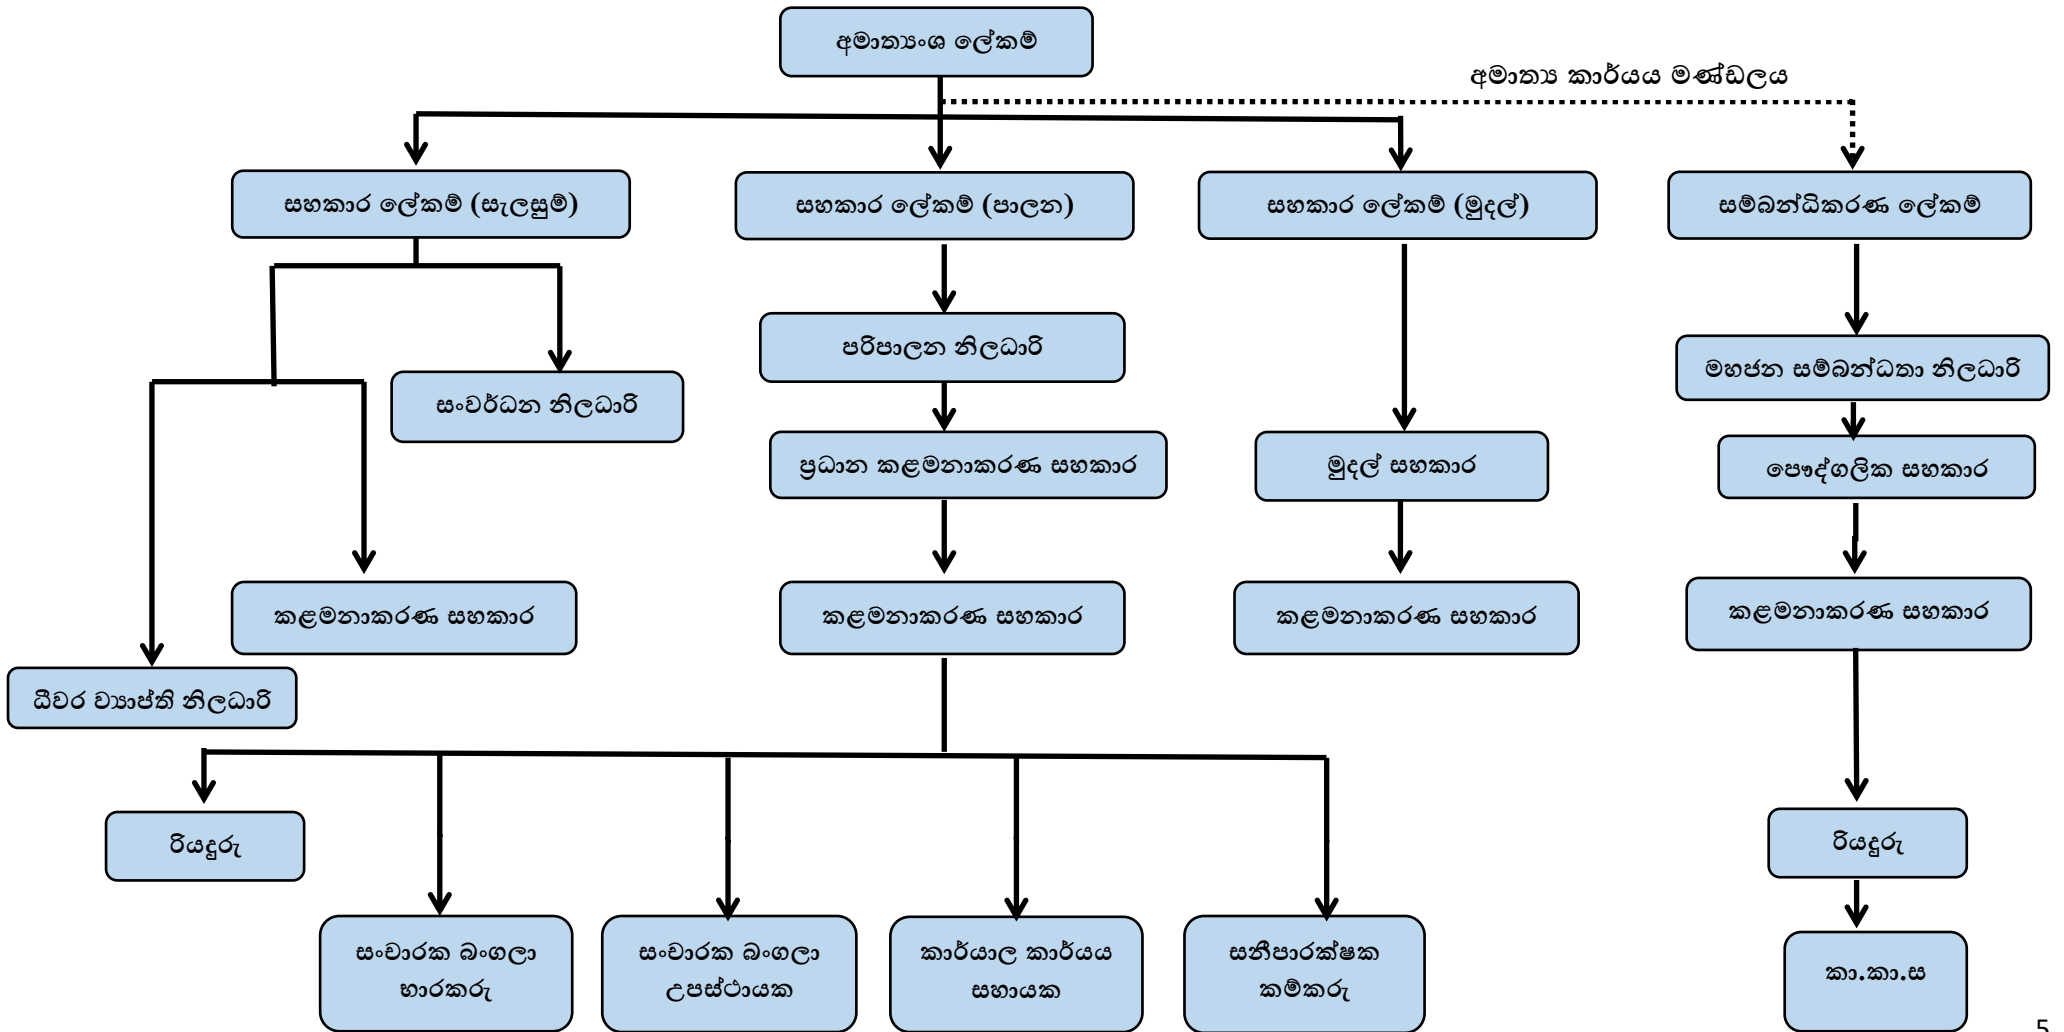 අමාත්‍යංශ ලේකම්
අමාත්‍ය කාර්යය මණ්ඩලය
සහකාර ලේකම් (සැලසුම්)
සහකාර ලේකම් (පාලන)
සහකාර ලේකම් (මුදල්)
සම්බන්ධිකරණ ලේකම්
පරිපාලන නිලධාරි
මහජන සම්බන්ධතා නිලධාරි
සංවර්ධන නිලධාරි
ප්‍රධාන කළමනාකරණ සහකාර
මුදල් සහකාර
පෞද්ගලික සහකාර
කළමනාකරණ සහකාර
කළමනාකරණ සහකාර
කළමනාකරණ සහකාර
කළමනාකරණ සහකාර
ධීවර ව්‍යාප්ති නිලධාරි
රියදුරු
රියදුරු
සංචාරක බංගලා
භාරකරු
සංචාරක බංගලා
උපස්ථායක
කාර්යාල කාර්යය
සහායක
සනීපාරක්ෂක
කම්කරු
කා.කා.ස
5